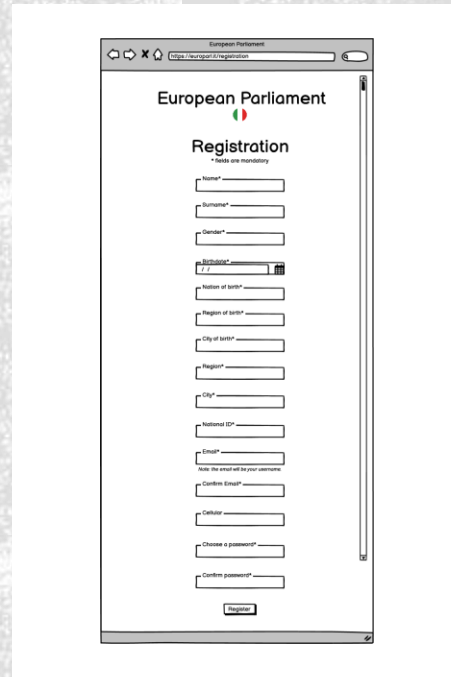 European Parliament
https://europarl.it/registration
European Parliament
Registration
* fields are mandatory
Name*
Surname*
Gender*
Birthdate*
/ /
Nation of birth*
Region of birth*
City of birth*
Region*
City*
National ID*
Email*
Note: the email will be your username.
Confirm Email*
Cellular
Choose a password*
Confirm password*
Register